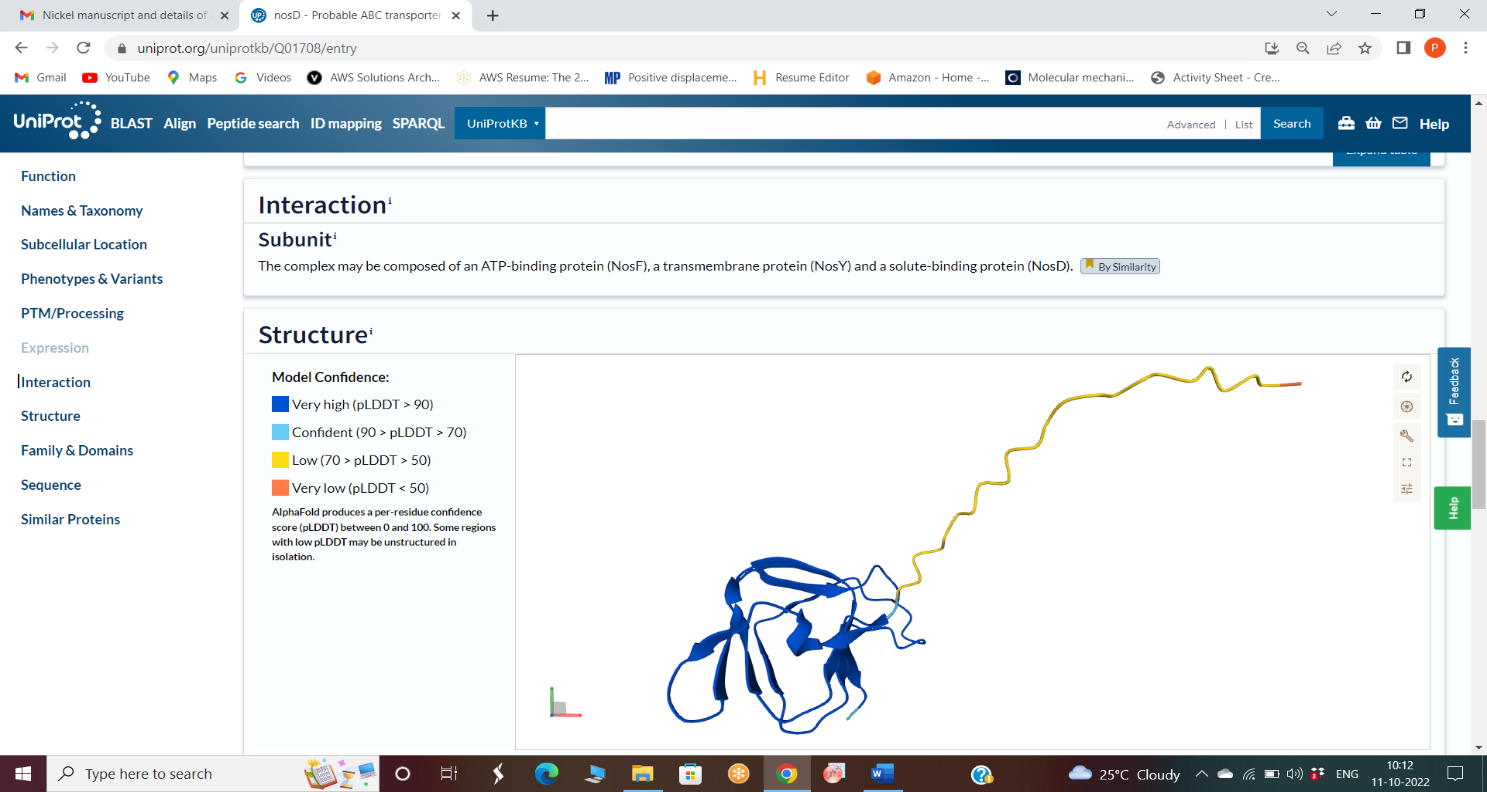 Nickel manuscript and details of
nosD - Probable ABC transporter
uniprot.org/uniprotkb/Q01708/entry
P
Gmail
YouTube
Maps
Videos
AWS Solutions Arch...
AWS Resume: The 2...
MP Positive displaceme...
Resume Editor
Amazon - Home -...
Molecular mechani...
Activity Sheet - Cre...
UniProt
BLAST Align Peptide search ID mapping SPARQL
UniProtKB
Advanced | List
Search
Help
Function
Names & Taxonomy
Subcellular Location
Phenotypes & Variants
PTM/Processing
Expression
Interaction
Structure
Family & Domains
Sequence
Similar Proteins
Expand table
Interaction i
Subunit i
The complex may be composed of an ATP-binding protein (NosF), a transmembrane protein (NosY) and a solute-binding protein (NosD). By Similarity
Structure i
Model Confidence:
Very high (pLDDT > 90)
Confident (90 > pLDDT > 70)
Low (70 > pLDDT > 50)
Very low (pLDDT < 50)
AlphaFold produces a per-residue confidence
score (pLDDT) between 0 and 100. Some regions
with low pLDDT may be unstructured in
isolation.
Feedback
Help
Type here to search
25°C Cloudy
ENG
10:12
11-10-2022